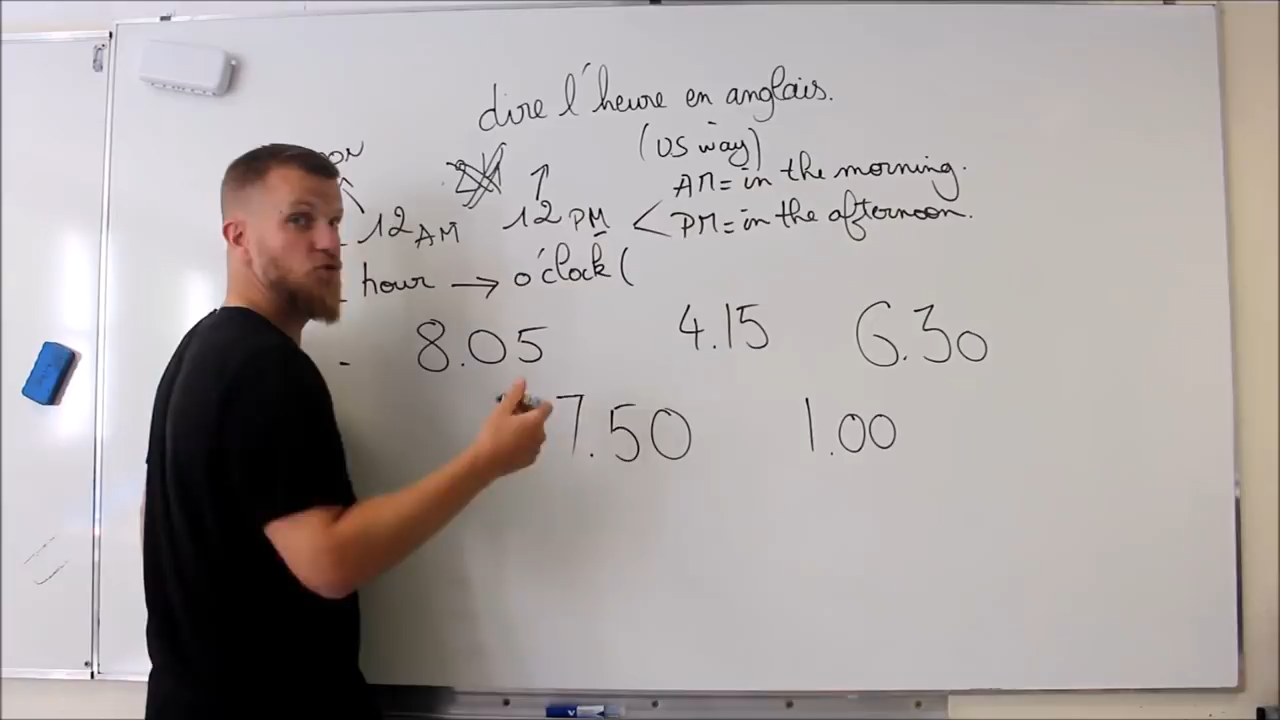 dire l'heure en anglais.
(US way)
12 AM 12 PM < AM = in the morning.
PM = in the afternoon.
hour → o'clock (
- 8.05 4.15 6.30
7.50 1.00